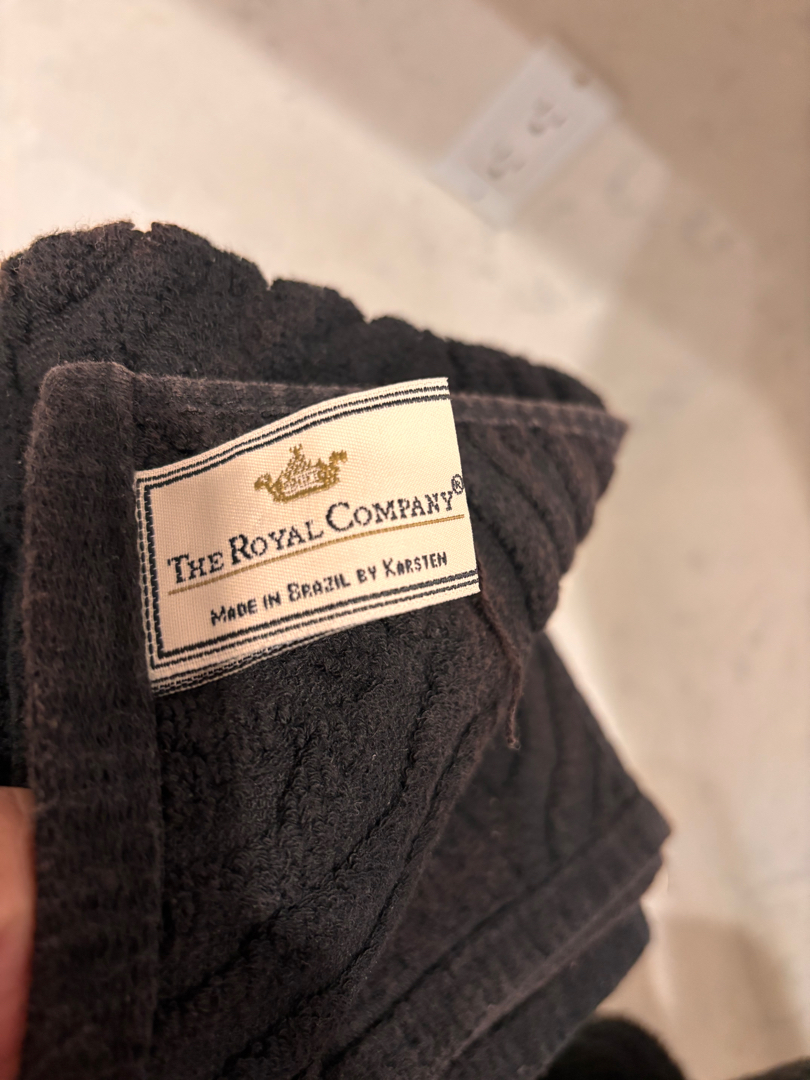 THE ROYAL COMPANY®
MADE IN BRAZIL BY KARSTEN